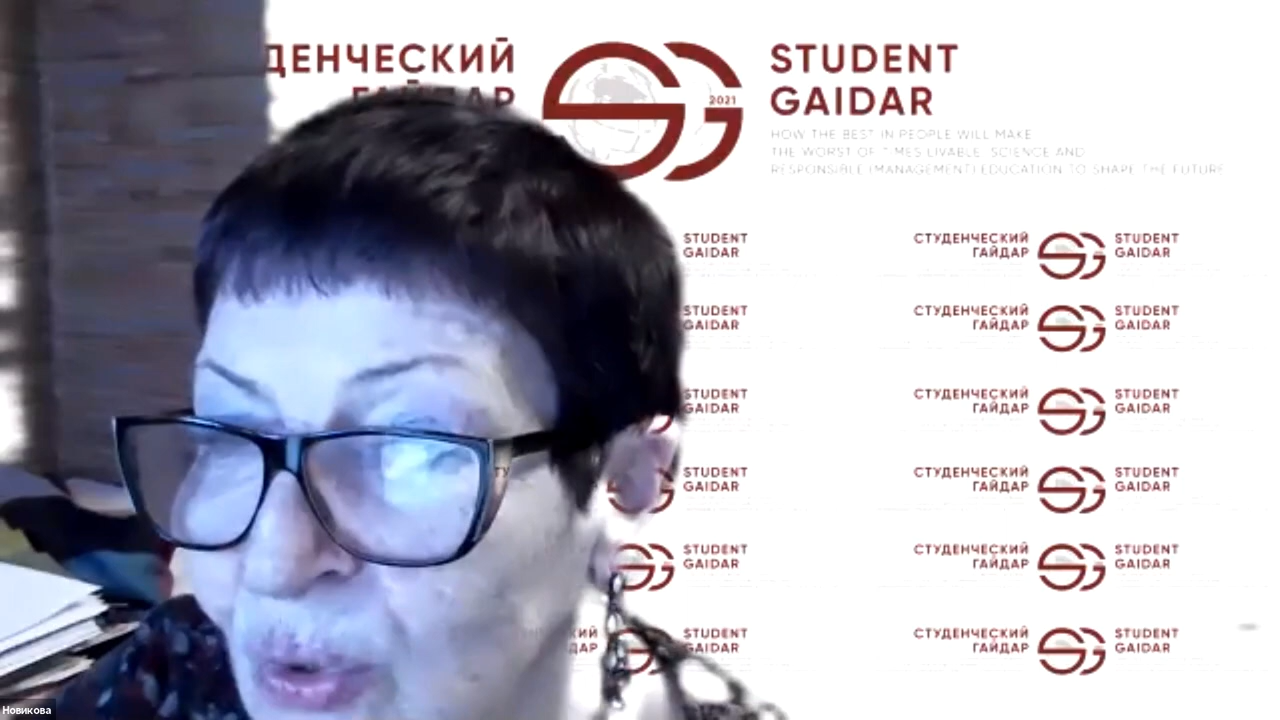 ДЕНЧЕСКИЙ
ГАЙДАР
2021
STUDENT
GAIDAR
HOW THE BEST IN PEOPLE WILL MAKE
THE WORST OF TIMES LIVABLE: SCIENCE AND
RESPONSIBLE (MANAGEMENT) EDUCATION TO SHAPE THE FUTURE
STUDENT
GAIDAR
СТУДЕНЧЕСКИЙ
ГАЙДАР
STUDENT
GAIDAR
STUDENT
GAIDAR
СТУДЕНЧЕСКИЙ
ГАЙДАР
STUDENT
GAIDAR
STUDENT
GAIDAR
СТУДЕНЧЕСКИЙ
ГАЙДАР
STUDENT
GAIDAR
ТУ
STUDENT
GAIDAR
СТУДЕНЧЕСКИЙ
ГАЙДАР
STUDENT
GAIDAR
STUDENT
GAIDAR
СТУДЕНЧЕСКИЙ
ГАЙДАР
STUDENT
GAIDAR
STUDENT
GAIDAR
СТУДЕНЧЕСКИЙ
ГАЙДАР
STUDENT
GAIDAR
Новикова